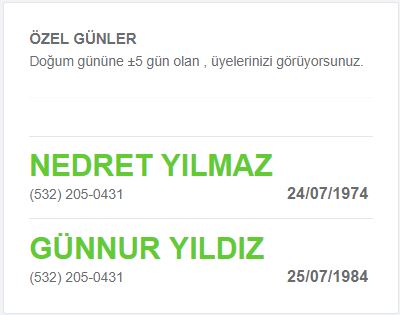 ÖZEL GÜNLER
Doğum gününe ±5 gün olan , üyelerinizi görüyorsunuz.
NEDRET YILMAZ
(532) 205-0431 24/07/1974
GÜNNUR YILDIZ
(532) 205-0431 25/07/1984